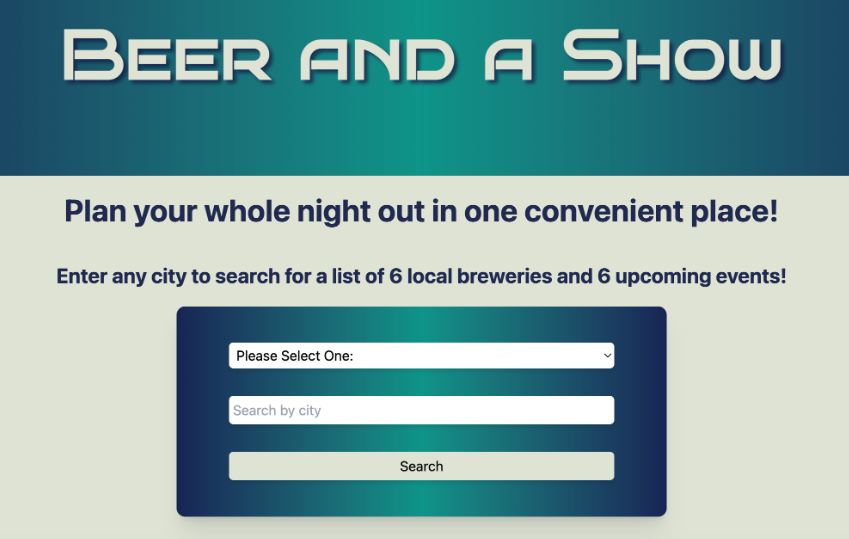 Beer and a Show
Plan your whole night out in one convenient place!
Enter any city to search for a list of 6 local breweries and 6 upcoming events!
Please Select One:
Search by city
Search